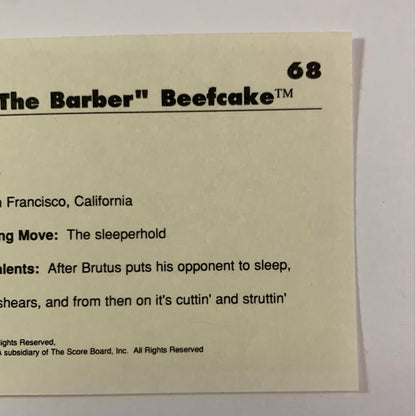 68
The Barber" Beefcake™
Francisco, California
ng Move: The sleeperhold
alents: After Brutus puts his opponent to sleep,
shears, and from then on it's cuttin' and struttin'
ights Reserved,
A subsidiary of The Score Board, Inc. All Rights Reserved